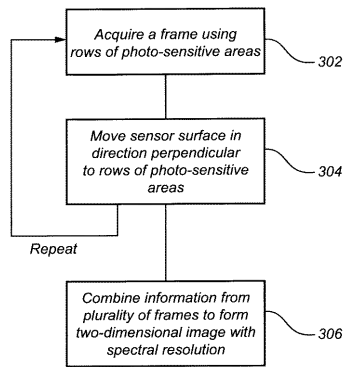 Acquire a frame using
rows of photo-sensitive areas
302
Move sensor surface in
direction perpendicular
to rows of photo-sensitive
areas
304
Repeat
Combine information from
plurality of frames to form
two-dimensional image with
spectral resolution
306